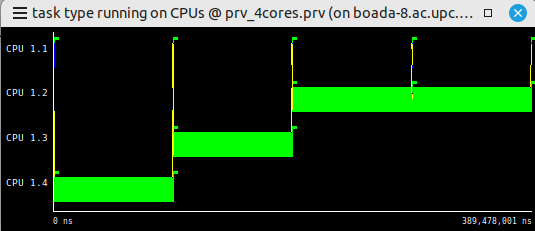 task type running on CPUs @ prv_4cores.prv (on boada-8.ac.upc....
CPU 1.1
CPU 1.2
CPU 1.3
CPU 1.4
0 ns
389,478,001 ns